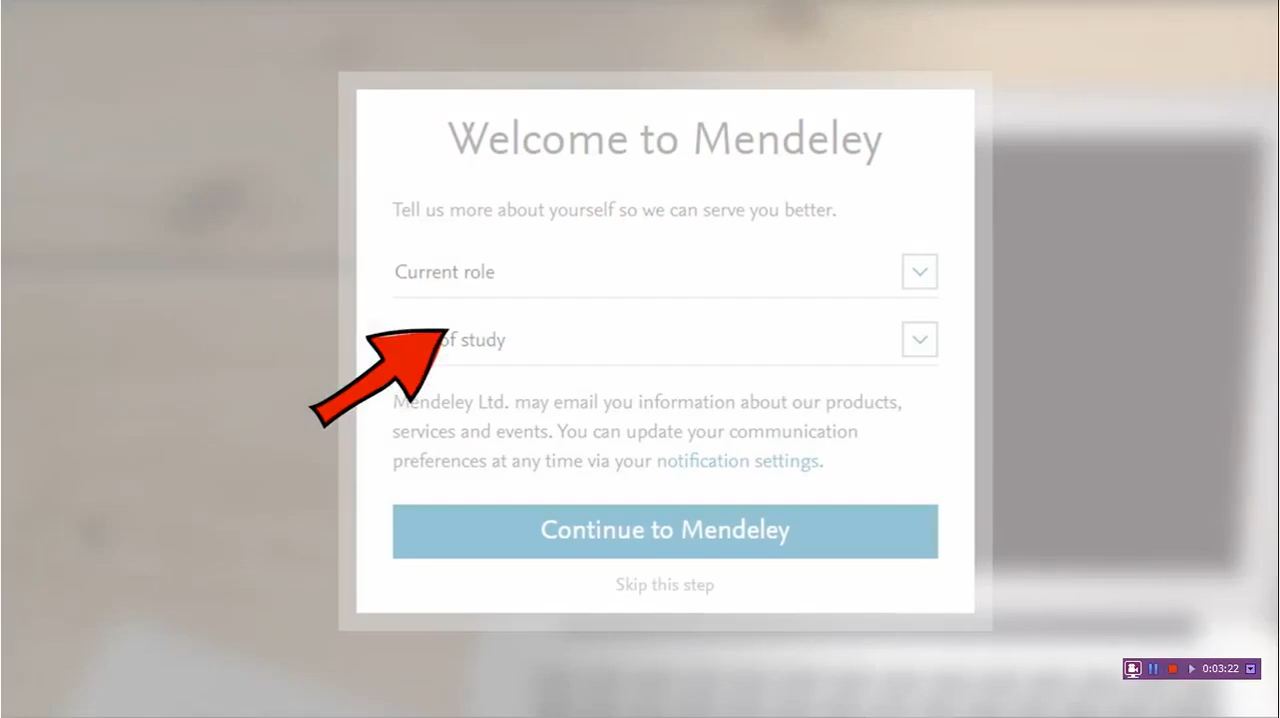 Welcome to Mendeley
Tell us more about yourself so we can serve you better.
Current role
of study
Mendeley Ltd. may email you information about our products,
services and events. You can update your communication
preferences at any time via your notification settings.
Continue to Mendeley
Skip this step
0:03:22